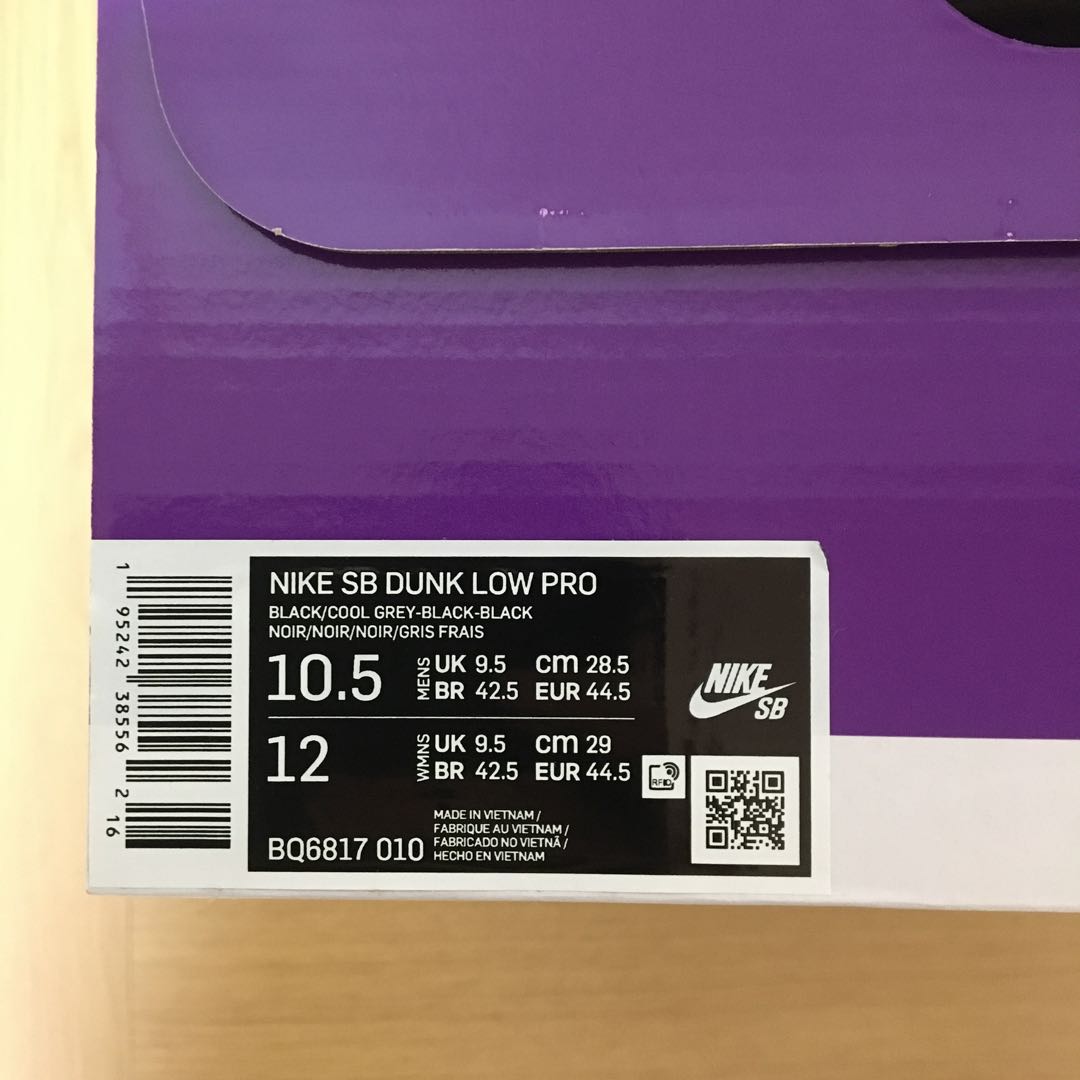 NIKE SB DUNK LOW PRO
BLACK/COOL GREY-BLACK-BLACK
NOIR/NOIR/NOIR/GRIS FRAIS
10.5 MENS UK 9.5 cm 28.5
BR 42.5 EUR 44.5
12 WMNS UK 9.5 cm 29
BR 42.5 EUR 44.5
BQ6817 010
MADE IN VIETNAM /
FABRIQUE AU VIETNAM /
FABRICADO NO VIETNÃ /
HECHO EN VIETNAM
NIKE
SB
RFID
1 95242 38556 2 16